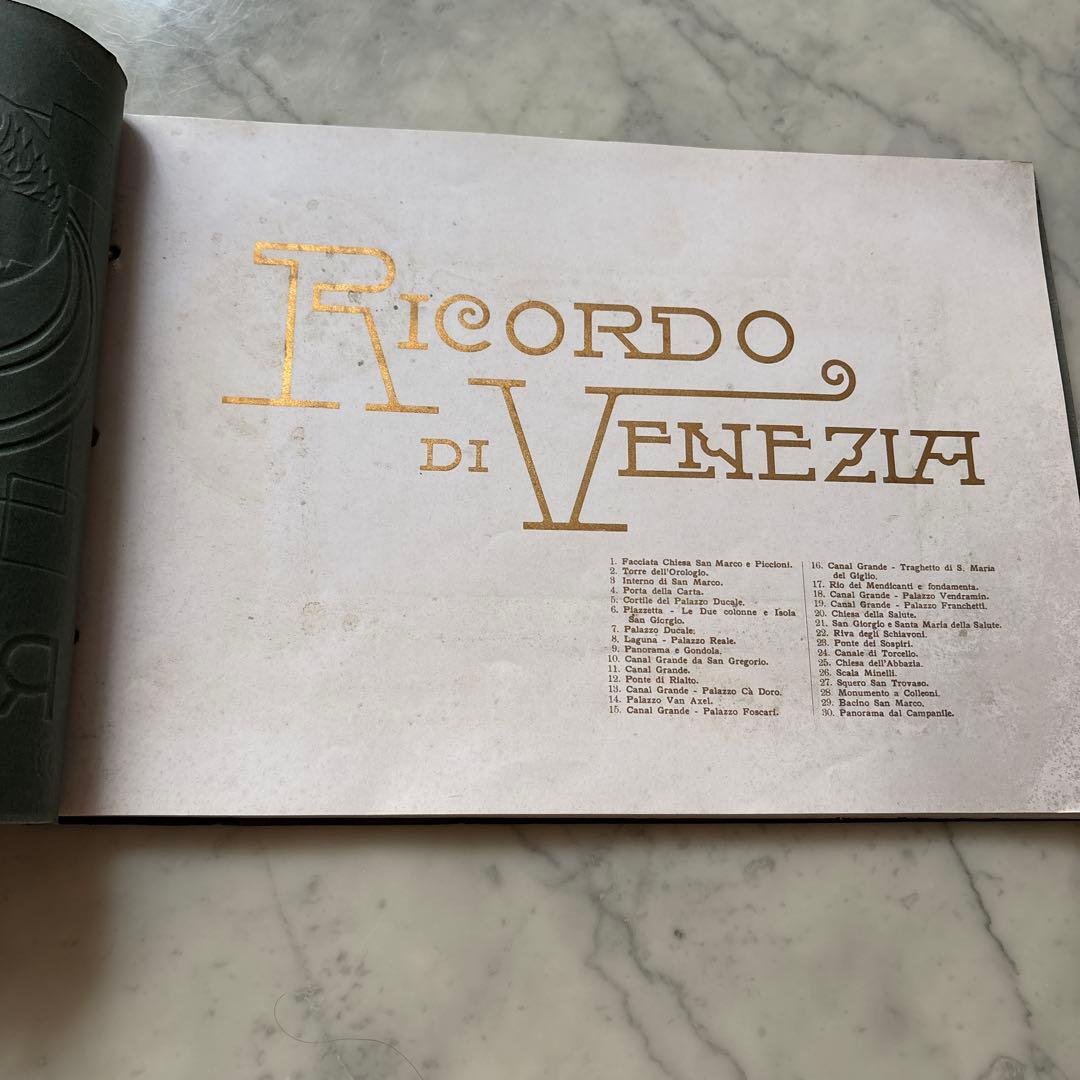 RICORDO
DI VENEZIA
1. Facciata Chiesa San Marco e Piccioni.
2. Torre dell'Orologio.
3 Interno di San Marco.
4. Porta della Carta.
5. Cortile del Palazzo Ducale.
6. Piazzetta - Le Due colonne e Isola
San Giorgio.
7. Palazzo Ducale.
8. Laguna - Palazzo Reale.
9. Panorama e Gondola.
10. Canal Grande da San Gregorio.
11. Canal Grande.
12. Ponte di Rialto.
13. Canal Grande - Palazzo Cà Doro.
14. Palazzo Van Axel.
15. Canal Grande - Palazzo Foscari.
16. Canal Grande - Traghetto di S. Maria
del Giglio.
17. Rio dei Mendicanti e fondamenta.
18. Canal Grande - Palazzo Vendramin.
19. Canal Grande - Palazzo Franchetti.
20. Chiesa della Salute.
21. San Giorgio e Santa Maria della Salute.
22. Riva degli Schiavoni.
23. Ponte dei Sospiri.
24. Canale di Torcello.
25. Chiesa dell'Abbazia.
26. Scala Minelli.
27. Squero San Trovaso.
28. Monumento a Colleoni.
29. Bacino San Marco.
30. Panorama dal Campanile.